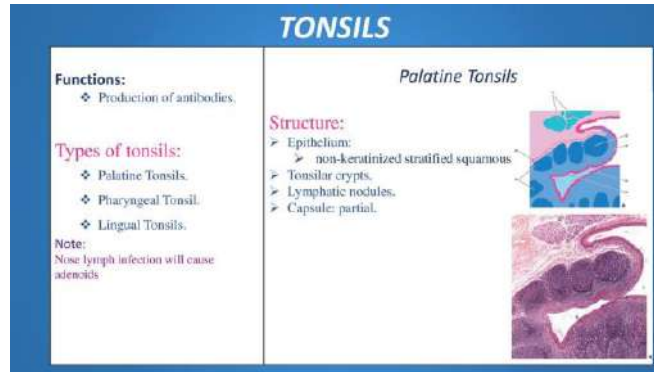 TONSILS
Functions:
❖ Production of antibodies.
Types of tonsils:
❖ Palatine Tonsils.
❖ Pharyngeal Tonsil.
❖ Lingual Tonsils.
Note:
Nose lymph infection will cause
adenoids
Palatine Tonsils
Structure:
➢ Epithelium:
➢ non-keratinized stratified squamous
➢ Tonsilar crypts.
➢ Lymphatic nodules.
➢ Capsule: partial.